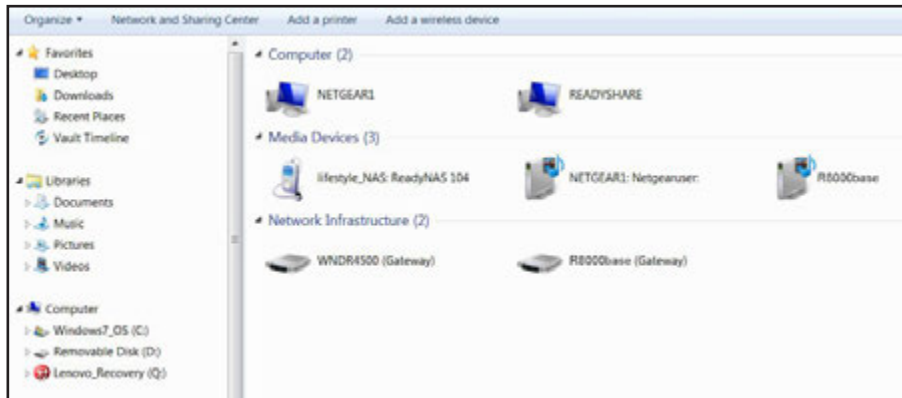 Organize Network and Sharing Center Add a printer Add a wireless device
Favorites
Desktop
Downloads
Recent Places
Vault Timeline
Libraries
Documents
Music
Pictures
Videos
Computer
Windows7_OS (C:)
Removable Disk (D:)
Lenovo_Recovery (Q:)
Computer (2)
NETGEAR1 READYSHARE
Media Devices (3)
lifestyle_NAS: ReadyNAS 104 NETGEAR1: Netgearuser: R8000base
Network Infrastructure (2)
WNDR4500 (Gateway) R8000base (Gateway)